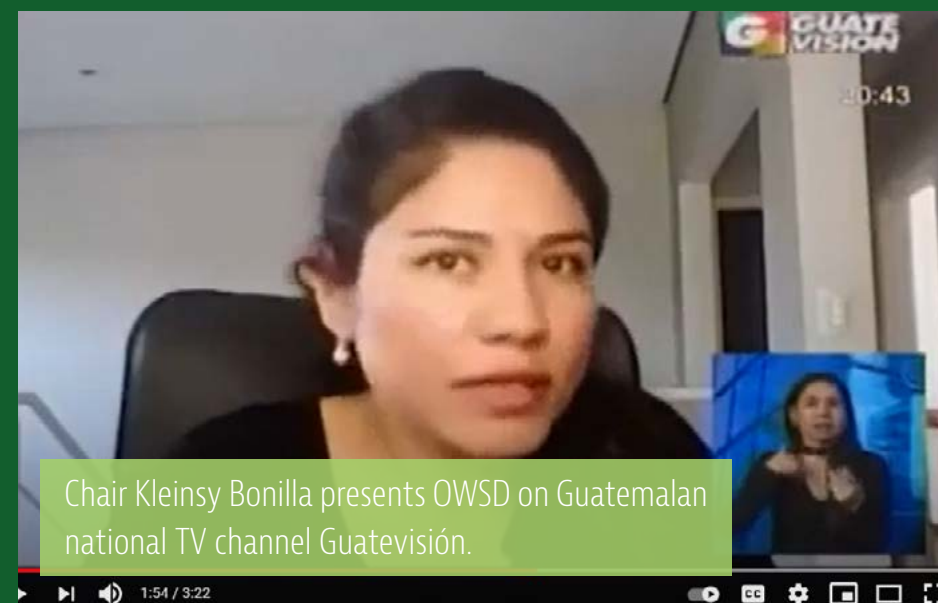 GUATE
VISION
20:43
Chair Kleinsy Bonilla presents OWSD on Guatemalan
national TV channel Guatevisión.
1:54 / 3:22
CC